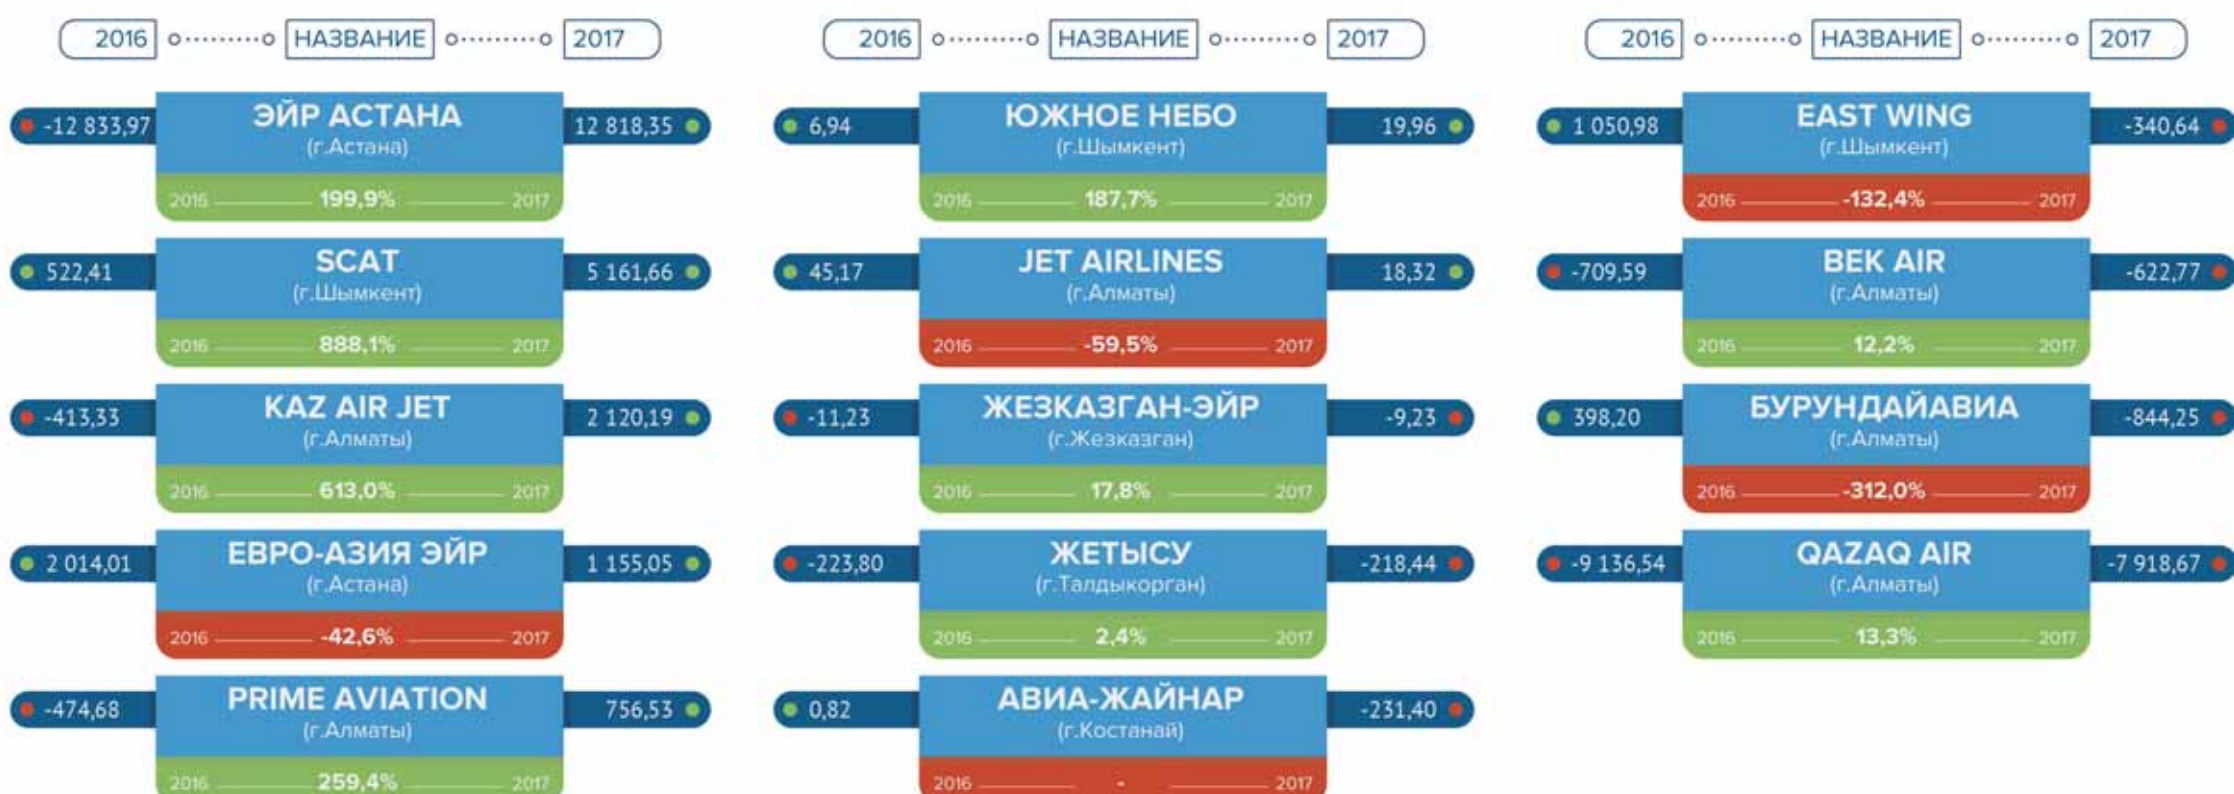 2016 НАЗВАНИЕ 2017
-12 833,97 ЭЙР АСТАНА 12 818,35
(г.Астана)
2016 199,9% 2017
522,41 SCAT 5 161,66
(г.Шымкент)
2016 888,1% 2017
-413,33 KAZ AIR JET 2 120,19
(г.Алматы)
2016 613,0% 2017
2 014,01 ЕВРО-АЗИЯ ЭЙР 1 155,05
(г.Астана)
2016 -42,6% 2017
-474,68 PRIME AVIATION 756,53
(г.Алматы)
2016 259,4% 2017
2016 НАЗВАНИЕ 2017
6,94 ЮЖНОЕ НЕБО 19,96
(г.Шымкент)
2016 187,7% 2017
45,17 JET AIRLINES 18,32
(г.Алматы)
2016 -59,5% 2017
-11,23 ЖЕЗКАЗГАН-ЭЙР -9,23
(г.Жезказган)
2016 17,8% 2017
-223,80 ЖЕТЫСУ -218,44
(г.Талдыкорган)
2016 2,4% 2017
0,82 АВИА-ЖАЙНАР -231,40
(г.Костанай)
2016 - 2017
2016 НАЗВАНИЕ 2017
1 050,98 EAST WING -340,64
(г.Шымкент)
2016 -132,4% 2017
-709,59 BEK AIR -622,77
(г.Алматы)
2016 12,2% 2017
398,20 БУРУНДАЙАВИА -844,25
(г.Алматы)
2016 -312,0% 2017
-9 136,54 QAZAQ AIR -7 918,67
(г.Алматы)
2016 13,3% 2017